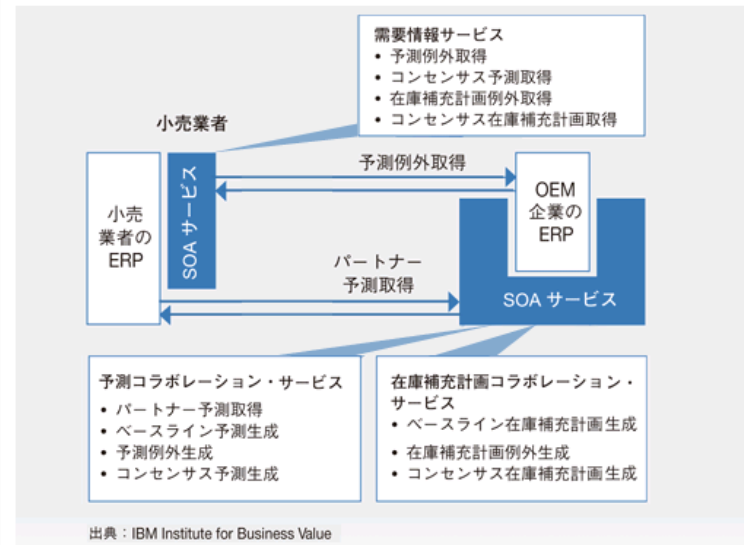 需要情報サービス
• 予測例外取得
• コンセンサス予測取得
• 在庫補充計画例外取得
• コンセンサス在庫補充計画取得
小売業者
小売
業者の
ERP
SOA サービス
予測例外取得
OEM
企業の
ERP
パートナー
予測取得
SOA サービス
予測コラボレーション・サービス
• パートナー予測取得
• ベースライン予測生成
• 予測例外生成
• コンセンサス予測生成
在庫補充計画コラボレーション・
サービス
• ベースライン在庫補充計画生成
• 在庫補充計画例外生成
• コンセンサス在庫補充計画生成
出典：IBM Institute for Business Value